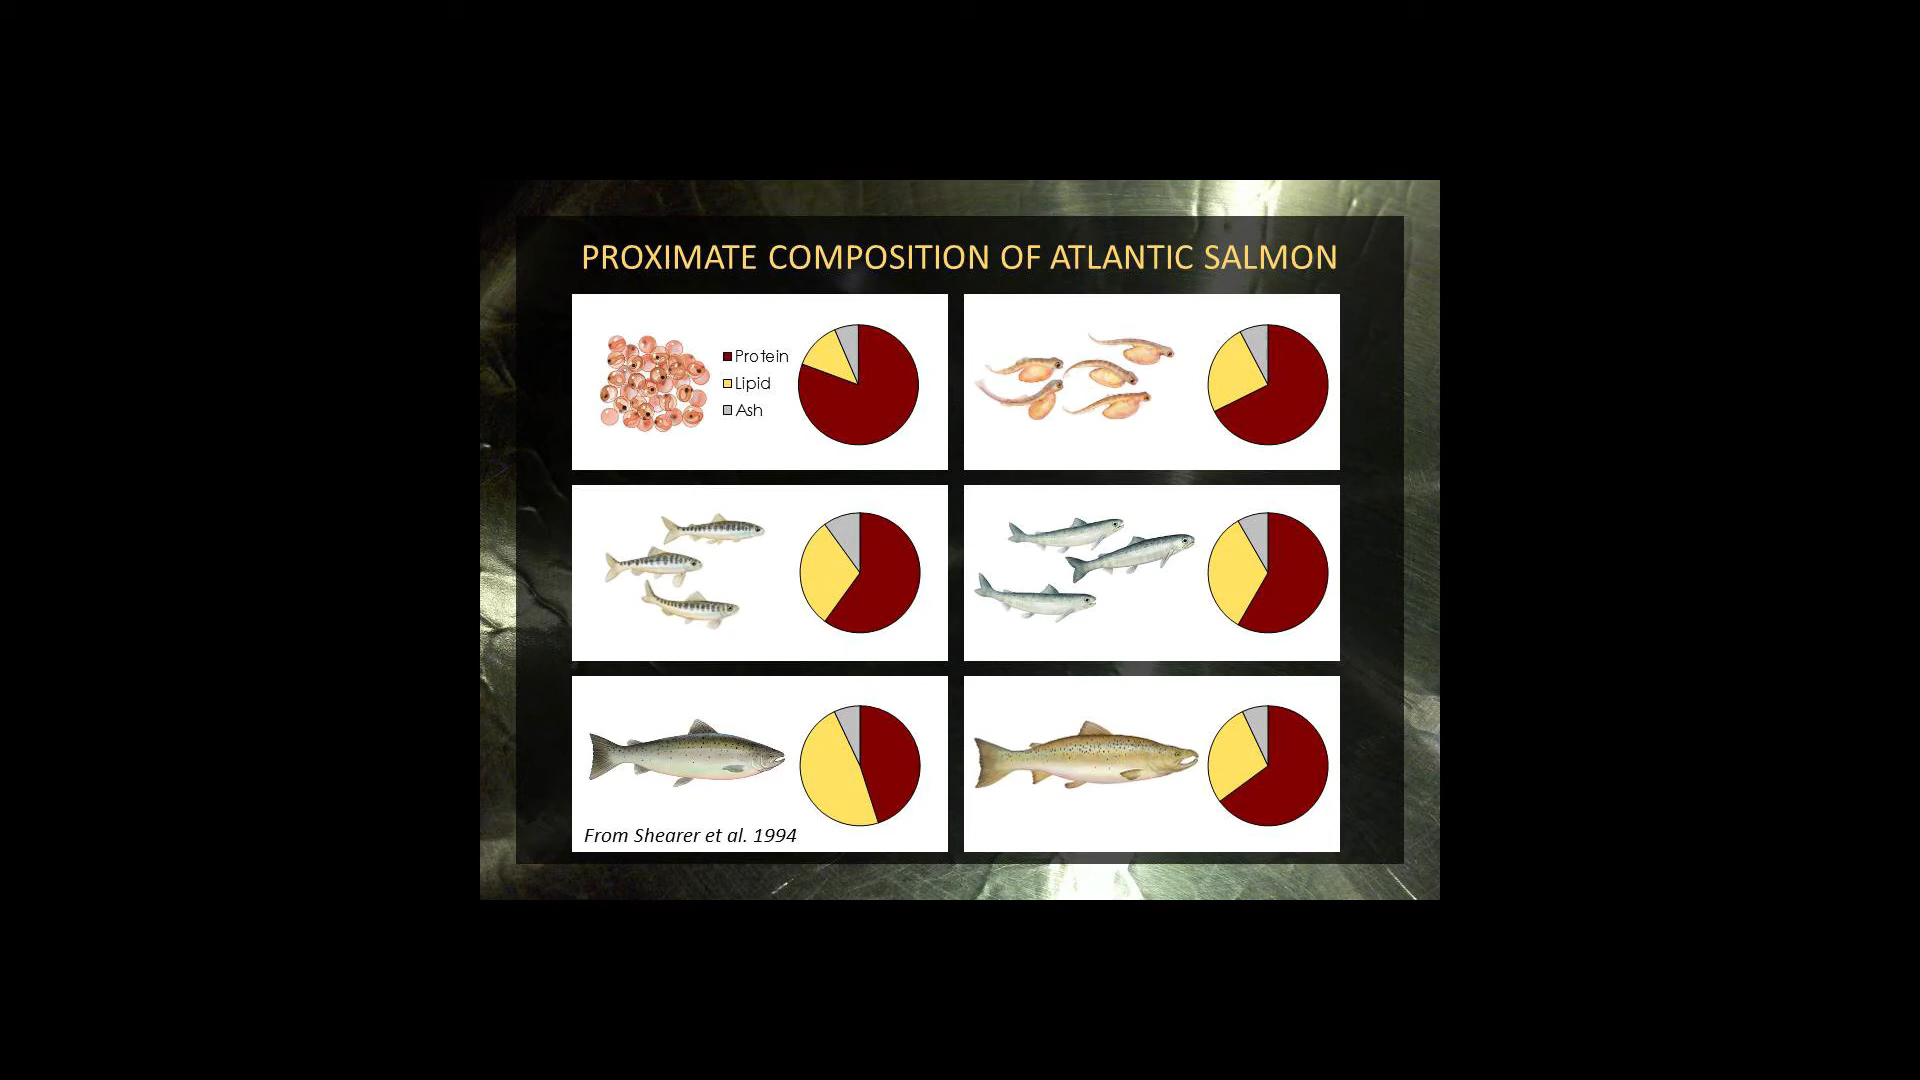 PROXIMATE COMPOSITION OF ATLANTIC SALMON
Protein
Lipid
Ash
From Shearer et al. 1994